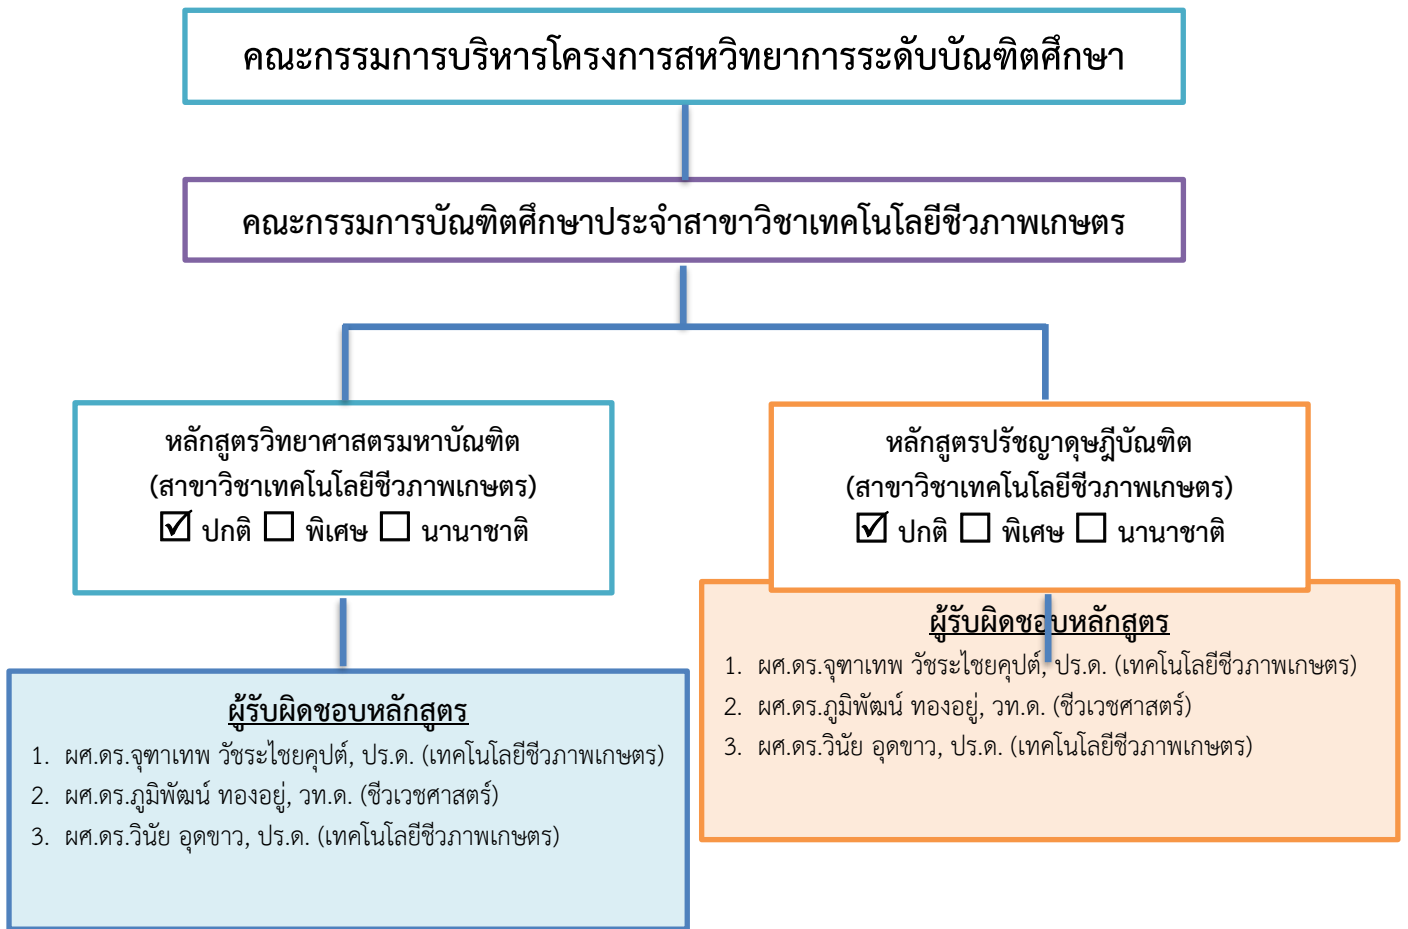 คณะกรรมการบริหารโครงการสหวิทยาการระดับบัณฑิตศึกษา
คณะกรรมการบัณฑิตศึกษาประจำสาขาวิชาเทคโนโลยีชีวภาพเกษตร
หลักสูตรวิทยาศาสตรมหาบัณฑิต
(สาขาวิชาเทคโนโลยีชีวภาพเกษตร)
☑ ปกติ ☐ พิเศษ ☐ นานาชาติ
ผู้รับผิดชอบหลักสูตร
1. ผศ.ดร.จุฑาเทพ วัชระไชยคุปต์, ปร.ด. (เทคโนโลยีชีวภาพเกษตร)
2. ผศ.ดร.ภูมิพัฒน์ ทองอยู่, วท.ด. (ชีวเวชศาสตร์)
3. ผศ.ดร.วินัย อุดขาว, ปร.ด. (เทคโนโลยีชีวภาพเกษตร)
หลักสูตรปรัชญาดุษฎีบัณฑิต
(สาขาวิชาเทคโนโลยีชีวภาพเกษตร)
☑ ปกติ ☐ พิเศษ ☐ นานาชาติ
ผู้รับผิดชอบหลักสูตร
1. ผศ.ดร.จุฑาเทพ วัชระไชยคุปต์, ปร.ด. (เทคโนโลยีชีวภาพเกษตร)
2. ผศ.ดร.ภูมิพัฒน์ ทองอยู่, วท.ด. (ชีวเวชศาสตร์)
3. ผศ.ดร.วินัย อุดขาว, ปร.ด. (เทคโนโลยีชีวภาพเกษตร)